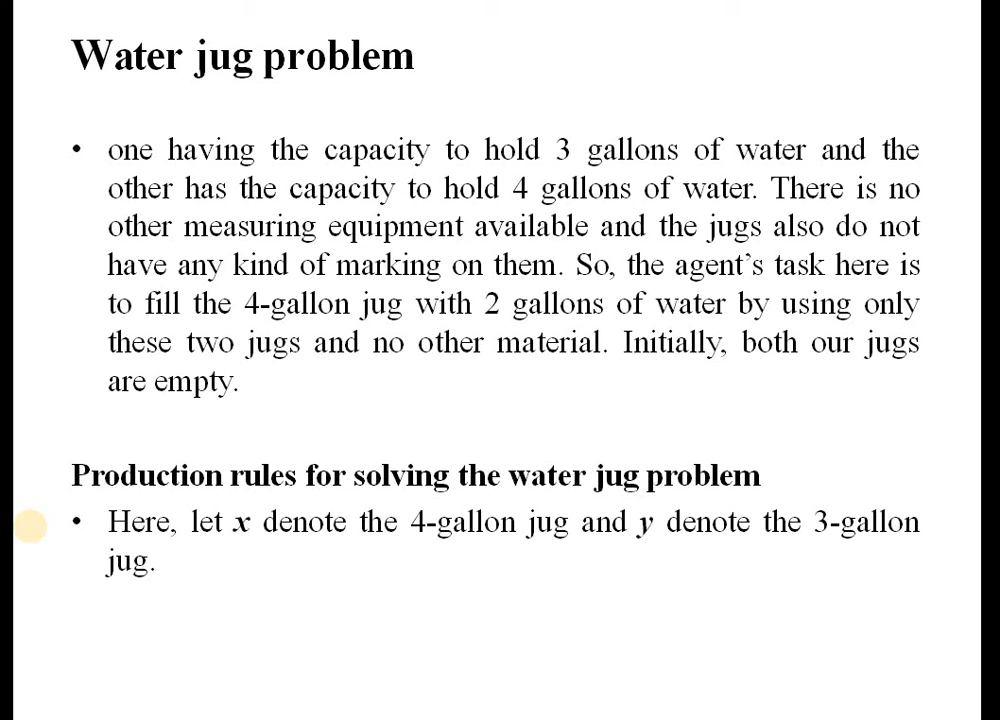 Water jug problem
• one having the capacity to hold 3 gallons of water and the
other has the capacity to hold 4 gallons of water. There is no
other measuring equipment available and the jugs also do not
have any kind of marking on them. So, the agent’s task here is
to fill the 4-gallon jug with 2 gallons of water by using only
these two jugs and no other material. Initially, both our jugs
are empty.
Production rules for solving the water jug problem
• Here, let x denote the 4-gallon jug and y denote the 3-gallon
jug.